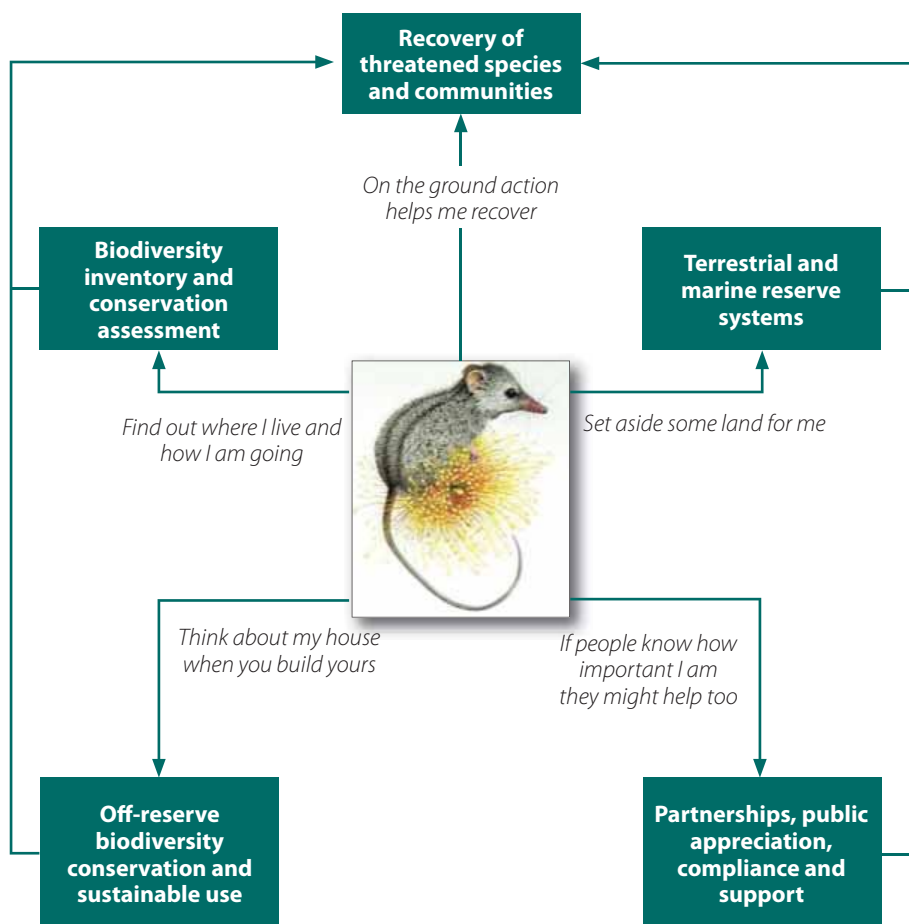 Recovery of
threatened species
and communities
On the ground action
helps me recover
Biodiversity
inventory and
conservation
assessment
Terrestrial and
marine reserve
systems
Find out where I live and
how I am going
Set aside some land for me
Think about my house
when you build yours
If people know how
important I am
they might help too
Off-reserve
biodiversity
conservation and
sustainable use
Partnerships, public
appreciation,
compliance and
support